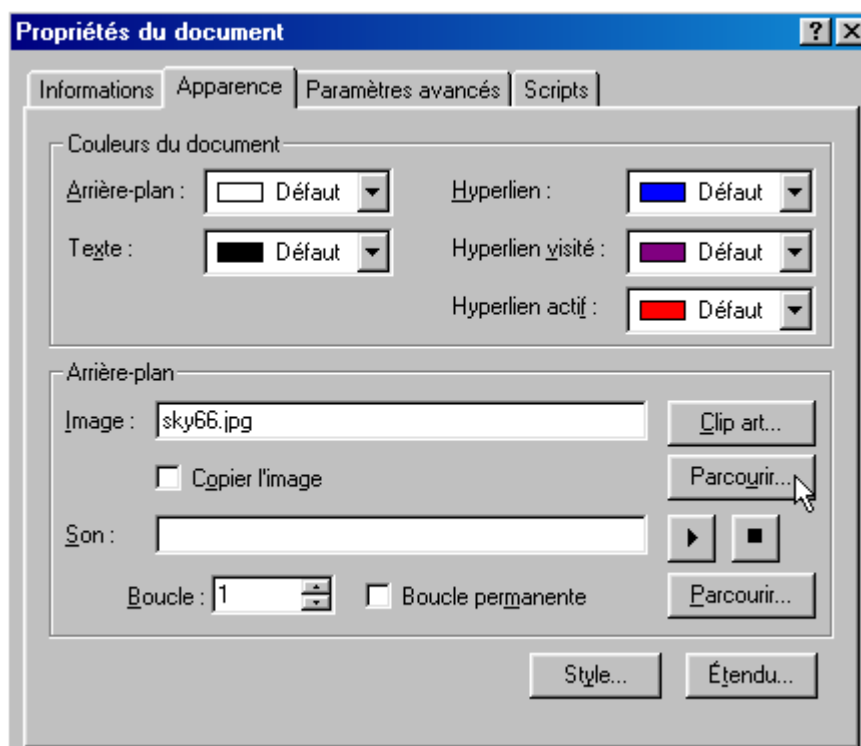 Propriétés du document
Informations Apparence Paramètres avancés Scripts
Couleurs du document
Arrière-plan : Défaut Hyperlien : Défaut
Texte : Défaut Hyperlien visité : Défaut
Hyperlien actif : Défaut
Arrière-plan
Image : sky66.jpg Clip art...
Copier l'image Parcourir...
Son :
Boucle : 1 Boucle permanente Parcourir...
Style... Étendu...